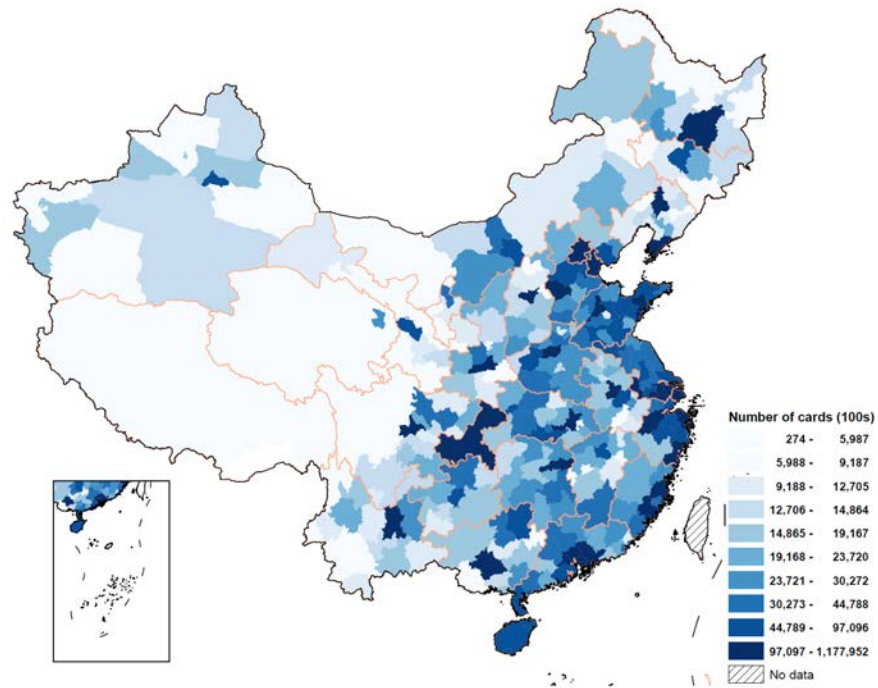 Number of cards (100s)
274 - 5,987
5,988 - 9,187
9,188 - 12,705
12,706 - 14,864
14,865 - 19,167
19,168 - 23,720
23,721 - 30,272
30,273 - 44,788
44,789 - 97,096
97,097 - 1,177,952
No data